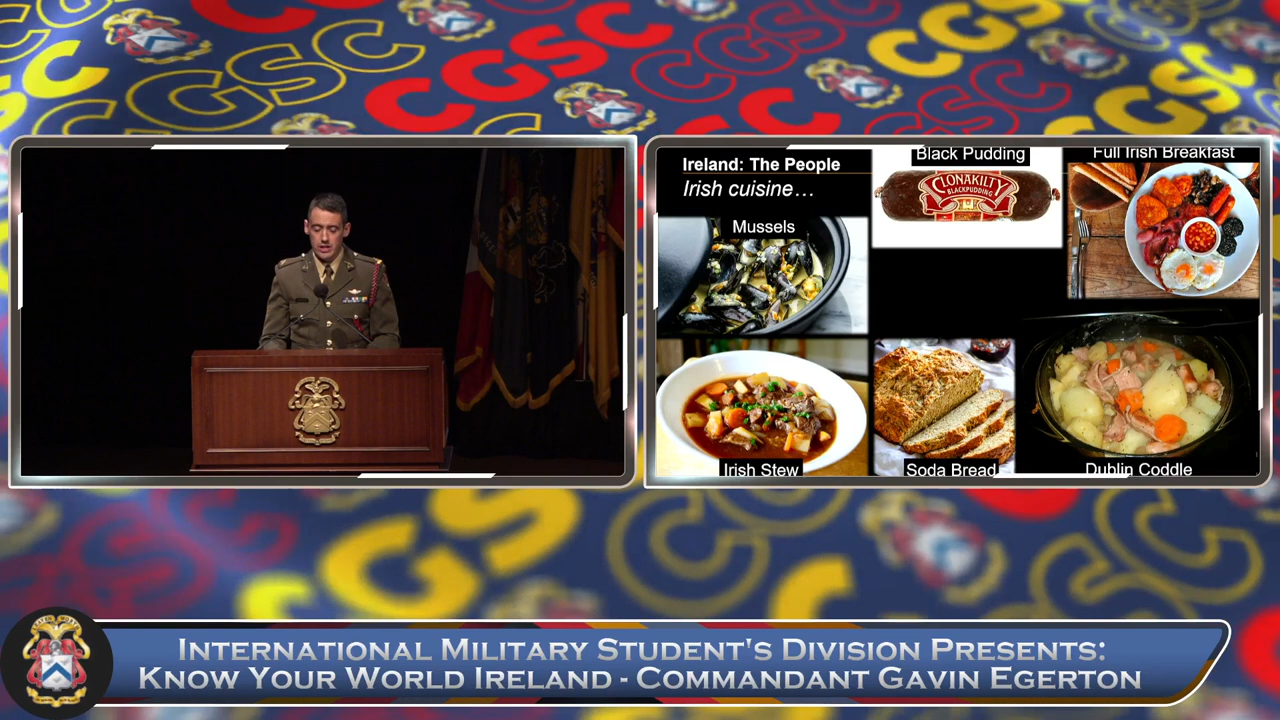 CGSC
Ireland: The People
Irish cuisine...
Black Pudding
CLONAKILTY
BLACKPUDDING
Full Irish Breakfast
Mussels
Irish Stew
Soda Bread
Dublin Coddle
INTERNATIONAL MILITARY STUDENT'S DIVISION PRESENTS:
KNOW YOUR WORLD IRELAND - COMMANDANT GAVIN EGERTON